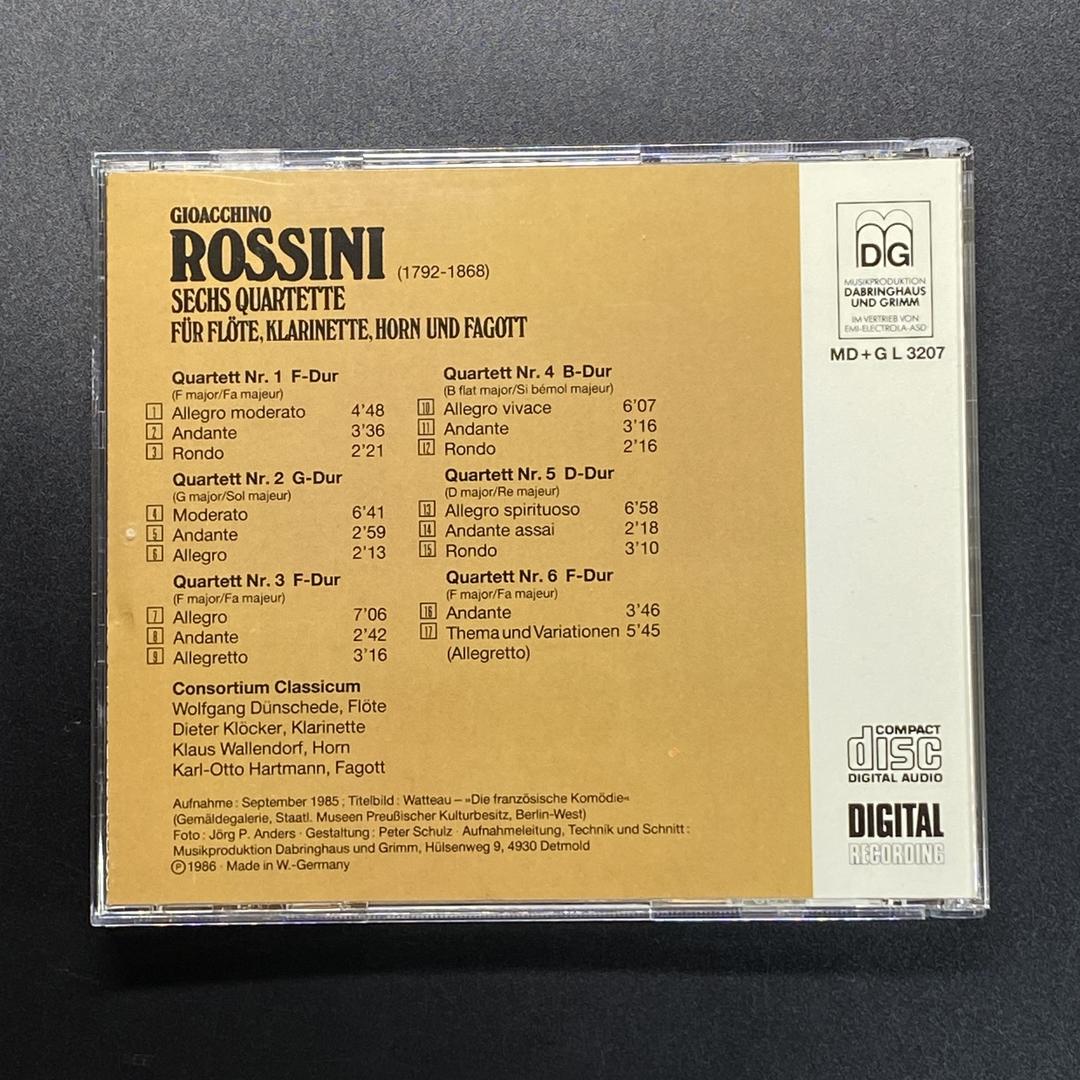 GIOACCHINO
ROSSINI (1792-1868)
SECHS QUARTETTE
FÜR FLÖTE, KLARINETTE, HORN UND FAGOTT
Quartett Nr. 1 F-Dur
(F major/Fa majeur)
1 Allegro moderato 4’48
2 Andante 3’36
3 Rondo 2’21
Quartett Nr. 2 G-Dur
(G major/Sol majeur)
4 Moderato 6’41
5 Andante 2’59
6 Allegro 2’13
Quartett Nr. 3 F-Dur
(F major/Fa majeur)
7 Allegro 7’06
8 Andante 2’42
9 Allegretto 3’16
Quartett Nr. 4 B-Dur
(B flat major/Si bémol majeur)
10 Allegro vivace 6’07
11 Andante 3’16
12 Rondo 2’16
Quartett Nr. 5 D-Dur
(D major/Re majeur)
13 Allegro spirituoso 6’58
14 Andante assai 2’18
15 Rondo 3’10
Quartett Nr. 6 F-Dur
(F major/Fa majeur)
16 Andante 3’46
17 Thema und Variationen 5’45
(Allegretto)
Consortium Classicum
Wolfgang Dünschede, Flöte
Dieter Klöcker, Klarinette
Klaus Wallendorf, Horn
Karl-Otto Hartmann, Fagott
Aufnahme: September 1985; Titelbild: Watteau – »Die französische Komödie«
(Gemäldegalerie, Staatl. Museen Preußischer Kulturbesitz, Berlin-West)
Foto: Jörg P. Anders · Gestaltung: Peter Schulz · Aufnahmeleitung, Technik und Schnitt:
Musikproduktion Dabringhaus und Grimm, Hülsenweg 9, 4930 Detmold
Ⓟ 1986 · Made in W.-Germany
MDG
MUSIKPRODUKTION
DABRINGHAUS
UND GRIMM
IM VERTRIEB VON
EMI-ELECTROLA-ASD
MD+G L 3207
COMPACT
disc
DIGITAL AUDIO
DIGITAL
RECORDING